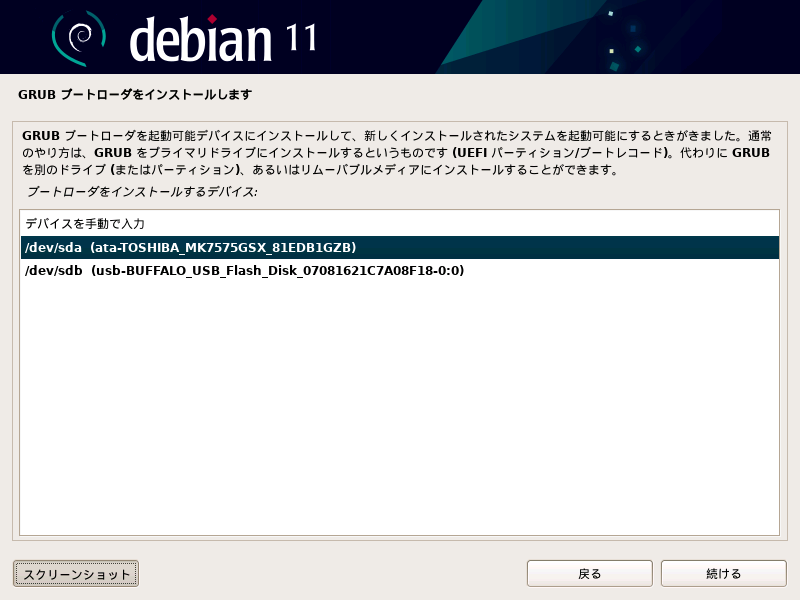 debian 11
GRUB ブートローダをインストールします
GRUB ブートローダを起動可能デバイスにインストールして、新しくインストールされたシステムを起動可能にするときがきました。通常
のやり方は、GRUB をプライマリドライブにインストールするというものです (UEFI パーティション/ブートレコード)。代わりに GRUB
を別のドライブ (またはパーティション)、あるいはリムーバブルメディアにインストールすることができます。
ブートローダをインストールするデバイス:
デバイスを手動で入力
/dev/sda  (ata-TOSHIBA_MK7575GSX_81EDB1GZB)
/dev/sdb  (usb-BUFFALO_USB_Flash_Disk_07081621C7A08F18-0:0)
スクリーンショット
戻る
続ける